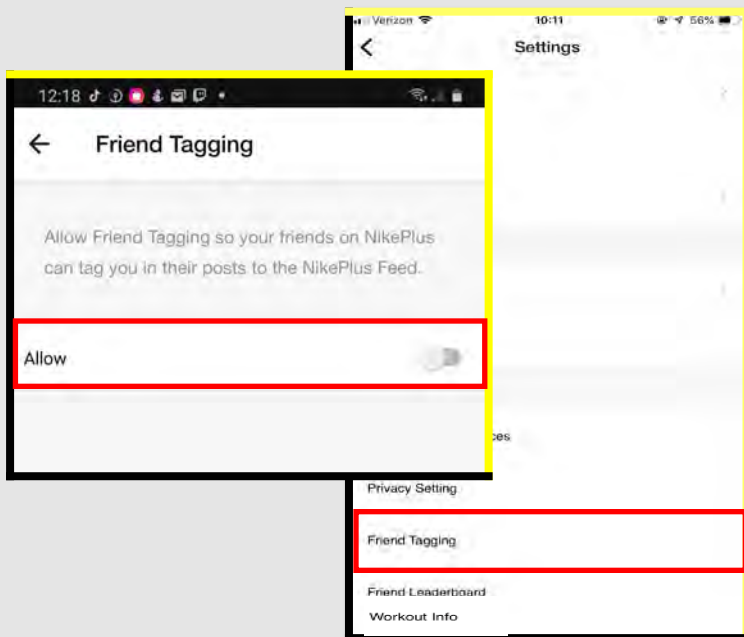 Verizon
10:11
56%
Settings
12:18
Friend Tagging
Allow Friend Tagging so your friends on NikePlus
can tag you in their posts to the NikePlus Feed.
Allow
ces
Privacy Setting
Friend Tagging
Friend Leaderboard
Workout Info